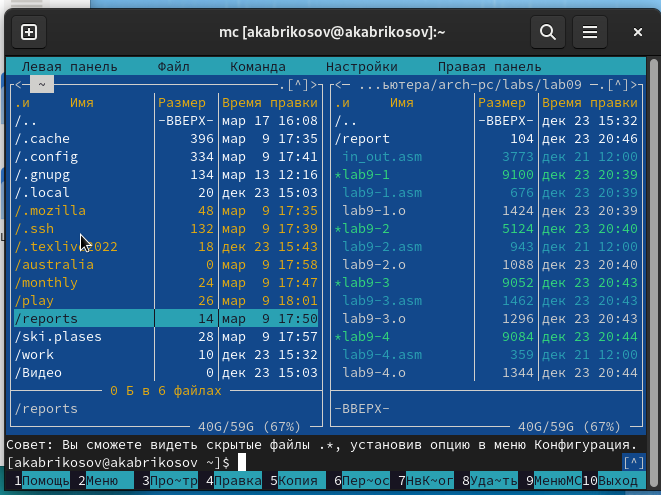 mc [akabrikosov@akabrikosov]:~
Левая панель Файл Команда Настройки Правая панель
<- ~ .[^]>
.и Имя Размер Время правки
/.. -ВВЕРХ- мар 17 16:08
/.cache 396 мар 9 17:35
/.config 334 мар 9 17:41
/.gnupg 134 мар 13 12:16
/.local 20 дек 23 15:03
/.mozilla 48 мар 9 17:35
/.ssh 132 мар 9 17:39
/.texlive2022 18 дек 23 15:43
/australia 0 мар 9 17:58
/monthly 24 мар 9 17:47
/play 26 мар 9 18:01
/reports 14 мар 9 17:50
/ski.plases 28 мар 9 17:57
/work 10 дек 23 15:32
/Видео 0 дек 23 15:03
0 Б в 6 файлах
/reports
40G/59G (67%)
<- ...ьютера/arch-pc/labs/lab09 -.[^]>
.и Имя Размер Время правки
/.. -ВВЕРХ- дек 23 15:32
/report 104 дек 23 20:46
in_out.asm 3773 дек 21 12:00
*lab9-1 9100 дек 23 20:39
lab9-1.asm 676 дек 23 20:39
lab9-1.o 1424 дек 23 20:39
*lab9-2 5124 дек 23 20:40
lab9-2.asm 943 дек 21 12:00
lab9-2.o 1088 дек 23 20:40
*lab9-3 9052 дек 23 20:43
lab9-3.asm 1462 дек 23 20:43
lab9-3.o 1296 дек 23 20:43
*lab9-4 9084 дек 23 20:44
lab9-4.asm 359 дек 21 12:00
lab9-4.o 1344 дек 23 20:44
-ВВЕРХ-
40G/59G (67%)
Совет: Вы сможете видеть скрытые файлы .*, установив опцию в меню Конфигурация.
[akabrikosov@akabrikosov ~]$ [^]
1Помощь 2Меню 3Про~тр 4Правка 5Копия 6Пер~ос 7НвК~ог 8Уда~ть 9МенюMC 10Выход